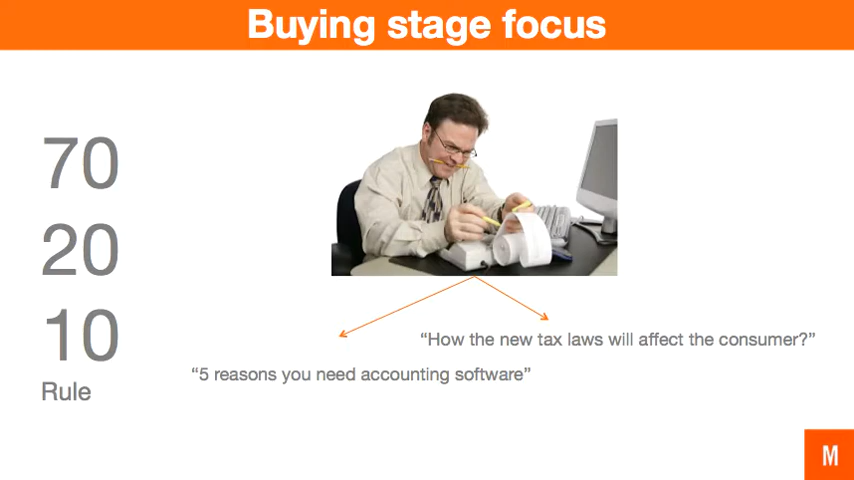 Buying stage focus
70
20
10
Rule
“How the new tax laws will affect the consumer?”
“5 reasons you need accounting software”
M